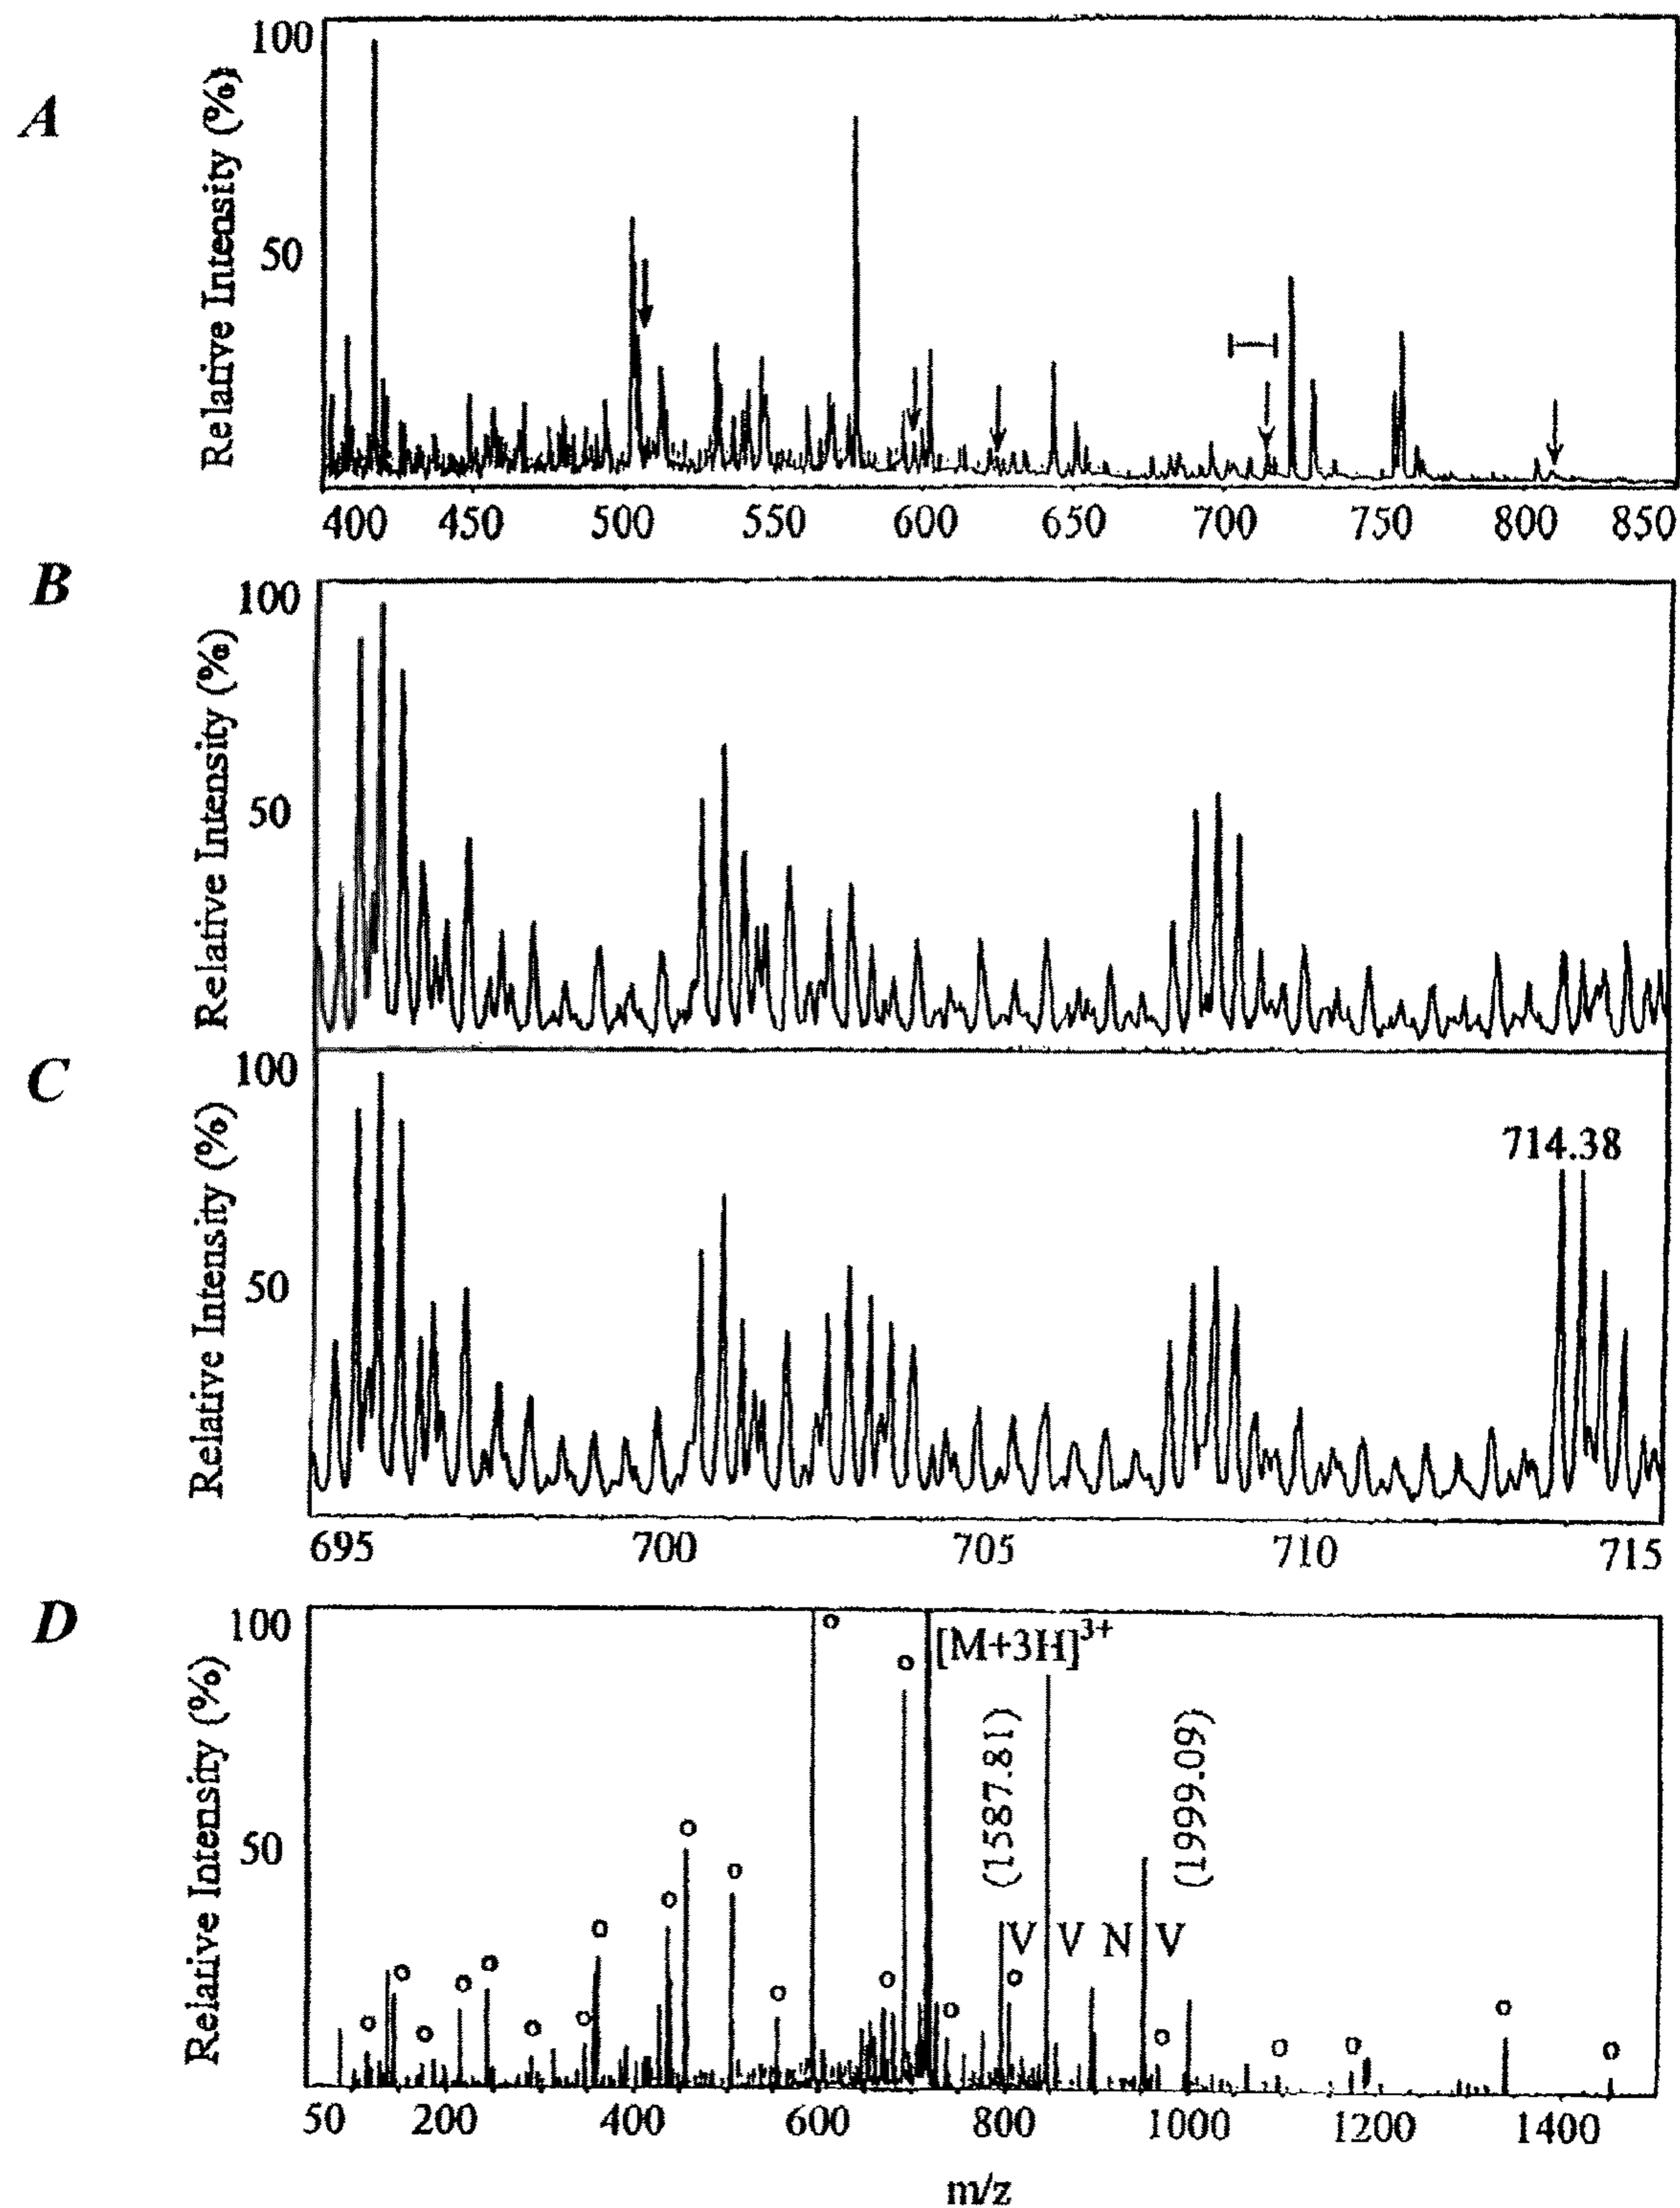 A
Relative Intensity (%)
100
50
400 450 500 550 600 650 700 750 800 850
B
Relative Intensity (%)
100
50
C
Relative Intensity (%)
100
50
714.38
695 700 705 710 715
D
Relative Intensity (%)
100
50
o o o o o o o o o o o o o o o o o o o o o o
[M+3H]3+
(1587.81)
(1999.09)
V V N V
50 200 400 600 800 1000 1200 1400
m/z